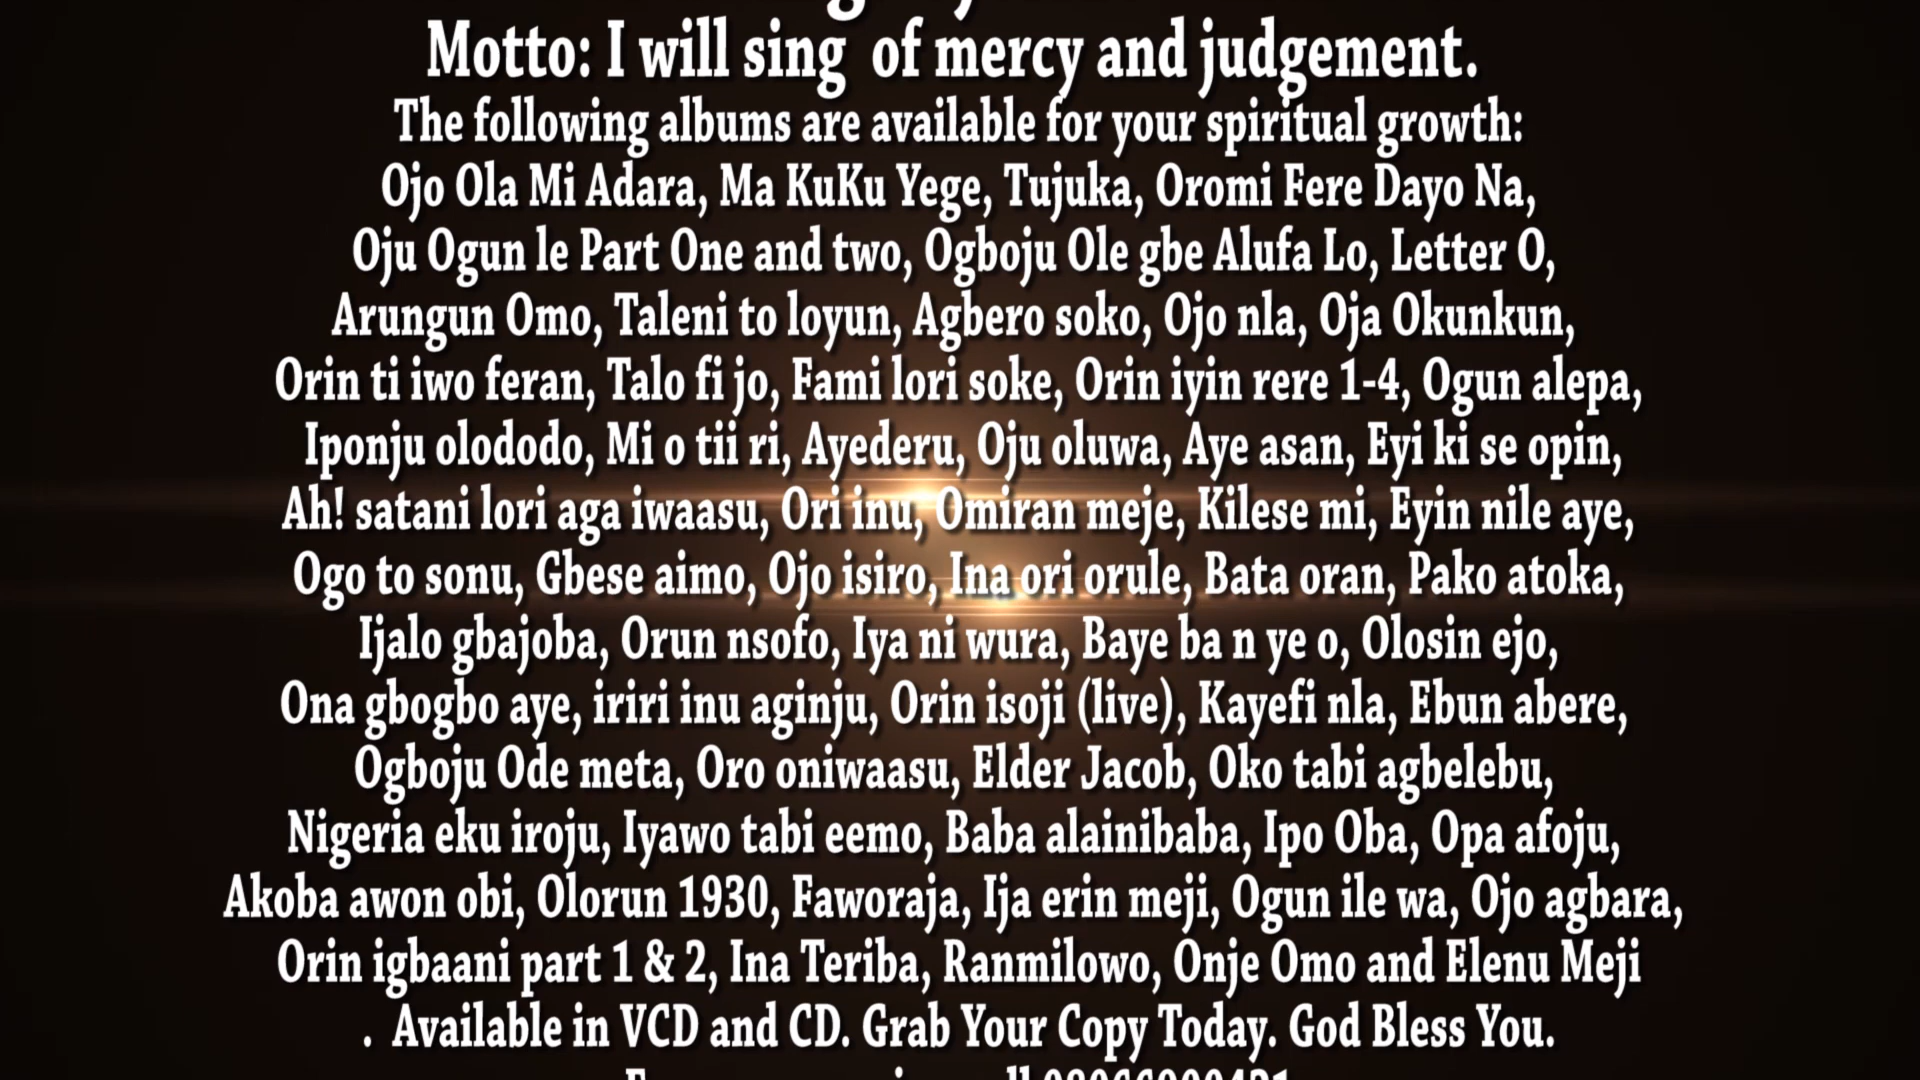 Motto: I will sing of mercy and judgement.
The following albums are available for your spiritual growth:
Ojo Ola Mi Adara, Ma KuKu Yege, Tujuka, Oromi Fere Dayo Na,
Oju Ogun le Part One and two, Ogboju Ole gbe Alufa Lo, Letter O,
Arungun Omo, Taleni to loyun, Agbero soko, Ojo nla, Oja Okunkun,
Orin ti iwo feran, Talo fi jo, Fami lori soke, Orin iyin rere 1-4, Ogun alepa,
Iponju olododo, Mi o tii ri, Ayederu, Oju oluwa, Aye asan, Eyi ki se opin,
Ah! satani lori aga iwaasu, Ori inu, Omiran meje, Kilese mi, Eyin nile aye,
Ogo to sonu, Gbese aimo, Ojo isiro, Ina ori orule, Bata oran, Pako atoka,
Ijalo gbajoba, Orun nsofo, Iya ni wura, Baye ba n ye o, Olosin ejo,
Ona gbogbo aye, iriri inu aginju, Orin isoji (live), Kayefi nla, Ebun abere,
Ogboju Ode meta, Oro oniwaasu, Elder Jacob, Oko tabi agbelebu,
Nigeria eku iroju, Iyawo tabi eemo, Baba alainibaba, Ipo Oba, Opa afoju,
Akoba awon obi, Olorun 1930, Faworaja, Ija erin meji, Ogun ile wa, Ojo agbara,
Orin igbaani part 1 & 2, Ina Teriba, Ranmilowo, Onje Omo and Elenu Meji
. Available in VCD and CD. Grab Your Copy Today. God Bless You.